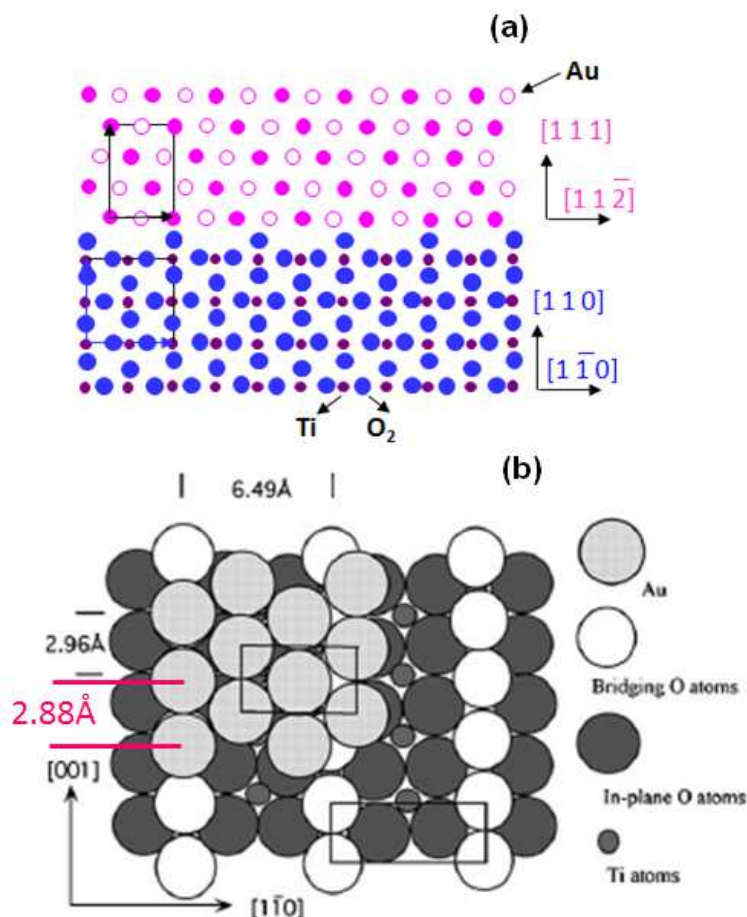 (a)
Au
[1 1 1]
[1 1 2̅]
[1 1 0]
[1 1̅ 0]
Ti
O₂
(b)
6.49Å
Au
2.96Å
Bridging O atoms
2.88Å
[001]
In-plane O atoms
Ti atoms
[11̅0]